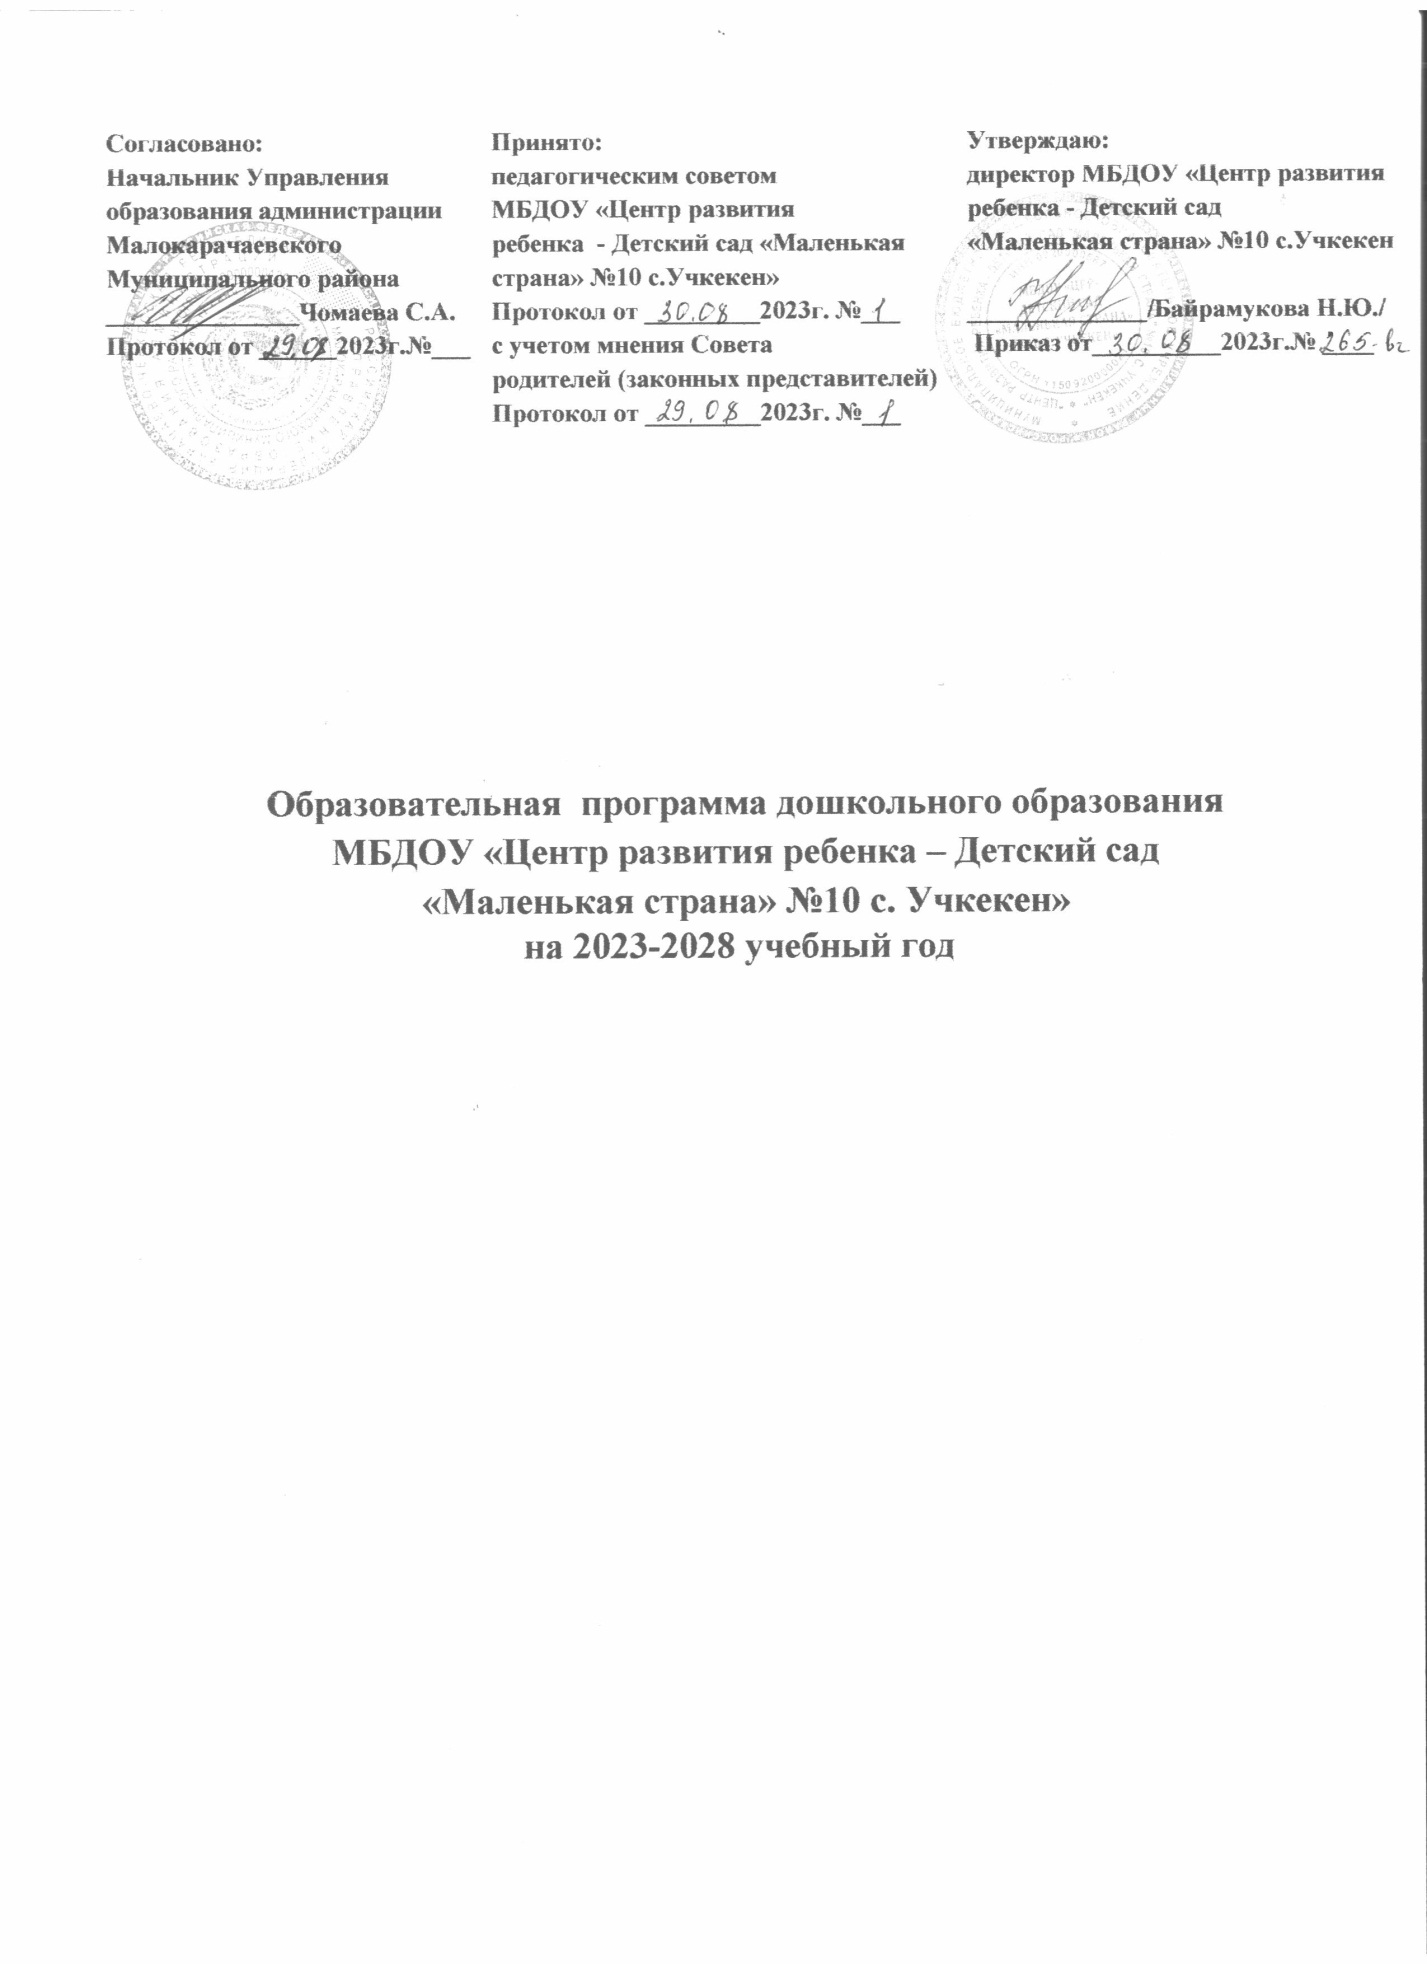 Согласовано:
Начальник Управления
образования администрации
Малокарачаевского
Муниципального района
_______________Чомаева С.А.
Протокол от 29.08 2023г.№___
Принято:
педагогическим советом
МБДОУ «Центр развития
ребенка - Детский сад «Маленькая
страна» №10 с.Учкекен»
Протокол от 30.08 2023г. № 1
с учетом мнения Совета
родителей (законных представителей)
Протокол от 29.08 2023г. № 1
Утверждаю:
директор МБДОУ «Центр развития
ребенка - Детский сад
«Маленькая страна» №10 с.Учкекен
______________/Байрамукова Н.Ю./
Приказ от 30.08 2023г.№ 265-вг
Образовательная программа дошкольного образования
МБДОУ «Центр развития ребенка – Детский сад
«Маленькая страна» №10 с. Учкекен»
на 2023-2028 учебный год